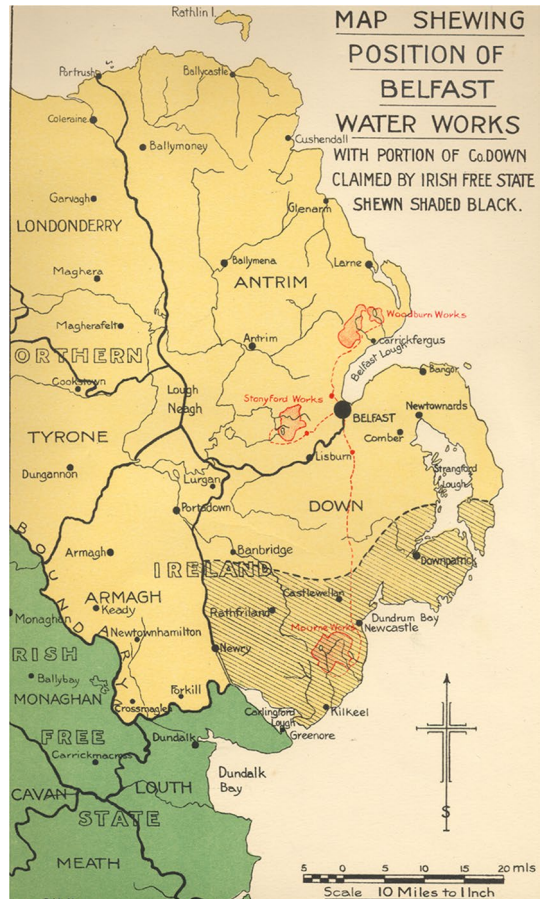 MAP SHEWING
POSITION OF
BELFAST
WATER WORKS
WITH PORTION OF Co.DOWN
CLAIMED BY IRISH FREE STATE
SHEWN SHADED BLACK.
Rathlin I.
Portrush
Ballycastle
Coleraine
Ballymoney
Cushendall
Garvagh
Glenarm
LONDONDERRY
Ballymena
Larne
Maghera
ANTRIM
Woodburn Works
Magherafelt
Antrim
Carrickfergus
Belfast Lough
ORTHERN
Cookstown
Lough
Neagh
Stonyford Works
Bangor
BELFAST
Newtownards
TYRONE
Comber
Lisburn
Strangford
Lough
Dungannon
Lurgan
Portadown
DOWN
Armagh
Banbridge
Downpatric
IRELAND
BOUNDARY
Castlewellan
ARMAGH
Keady
Rathfriland
Dundrum Bay
Monaghan
Newtownhamilton
Mourne Works
Newcastle
RISH
Newry
Ballybay
MONAGHAN
Forkill
Crossmagle
Carlingford
Lough
Kilkeel
FREE
Dundalk
Greenore
Carrickmacross
Dundalk
Bay
CAVAN
LOUTH
STATE
S
MEATH
5 0 5 10 15 20 mls
Scale 10 Miles to 1 Inch